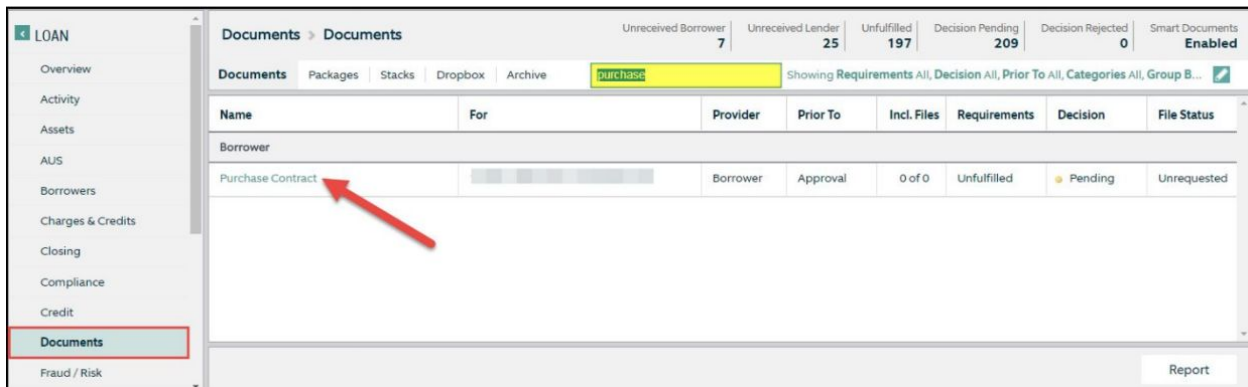 LOAN
Overview
Activity
Assets
AUS
Borrowers
Charges & Credits
Closing
Compliance
Credit
Documents
Fraud / Risk
Documents > Documents
Unreceived Borrower
7
Unreceived Lender
25
Unfulfilled
197
Decision Pending
209
Decision Rejected
0
Smart Documents
Enabled
Documents Packages Stacks Dropbox Archive purchase Showing Requirements All, Decision All, Prior To All, Categories All, Group B...
Name For Provider Prior To Incl. Files Requirements Decision File Status
Borrower
Purchase Contract Borrower Approval 0 of 0 Unfulfilled Pending Unrequested
Report